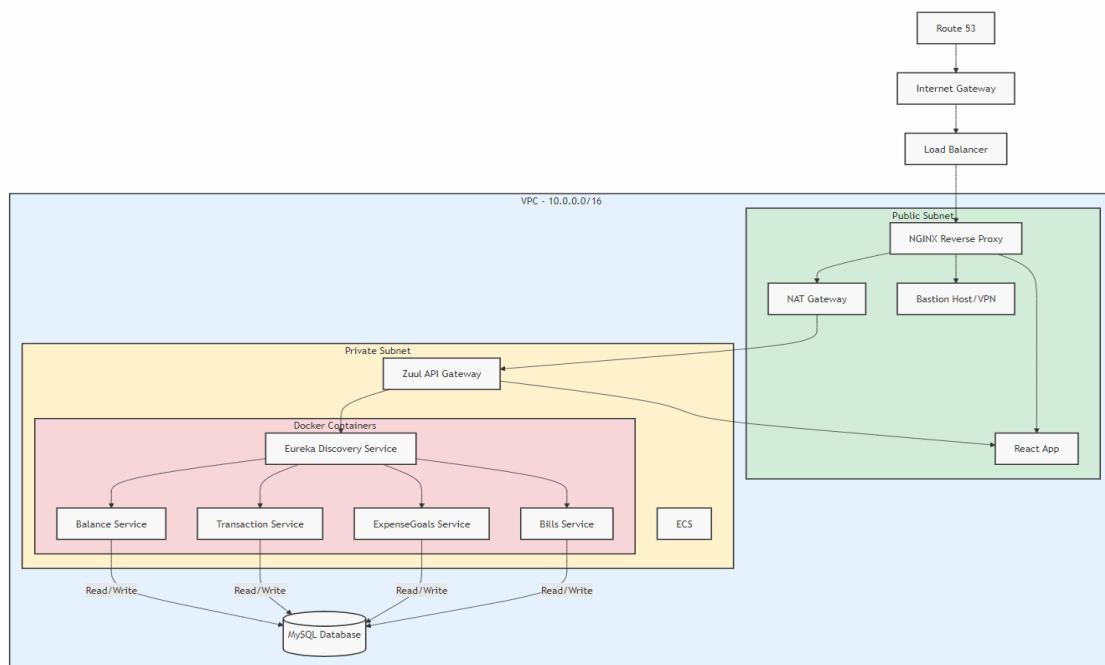 Route 53
Internet Gateway
Load Balancer
VPC - 10.0.0.0/16
Public Subnet
NGINX Reverse Proxy
NAT Gateway
Bastion Host/VPN
Private Subnet
Zuul API Gateway
Docker Containers
Eureka Discovery Service
React App
Balance Service
Transaction Service
ExpenseGoals Service
Bills Service
ECS
Read/Write
Read/Write
Read/Write
Read/Write
MySQL Database